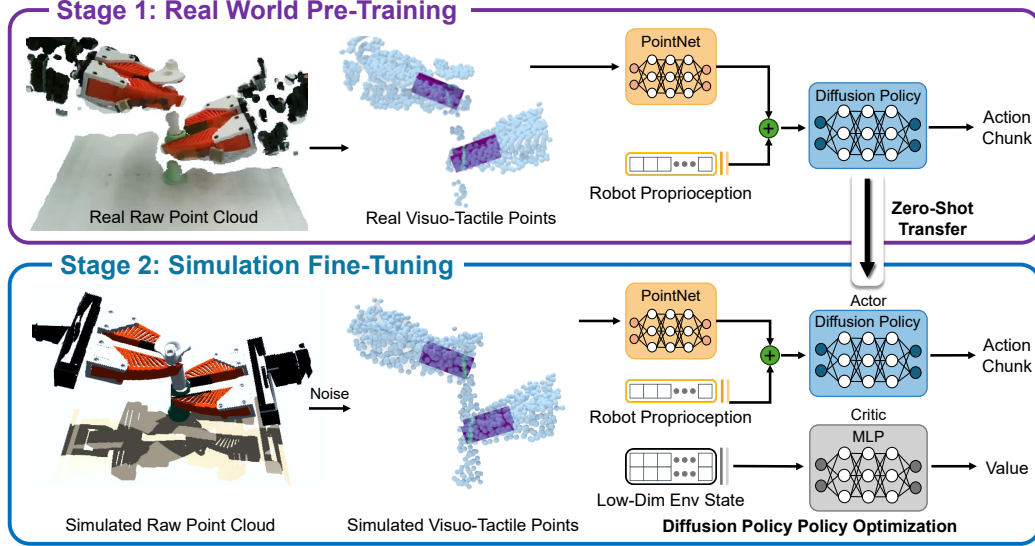 Stage 1: Real World Pre-Training
PointNet
Diffusion Policy
Action
Chunk
Robot Proprioception
Real Raw Point Cloud
Real Visuo-Tactile Points
Zero-Shot
Transfer
Stage 2: Simulation Fine-Tuning
PointNet
Actor
Diffusion Policy
Action
Chunk
Noise
Robot Proprioception
Critic
MLP
Value
Low-Dim Env State
Simulated Raw Point Cloud
Simulated Visuo-Tactile Points
Diffusion Policy Policy Optimization